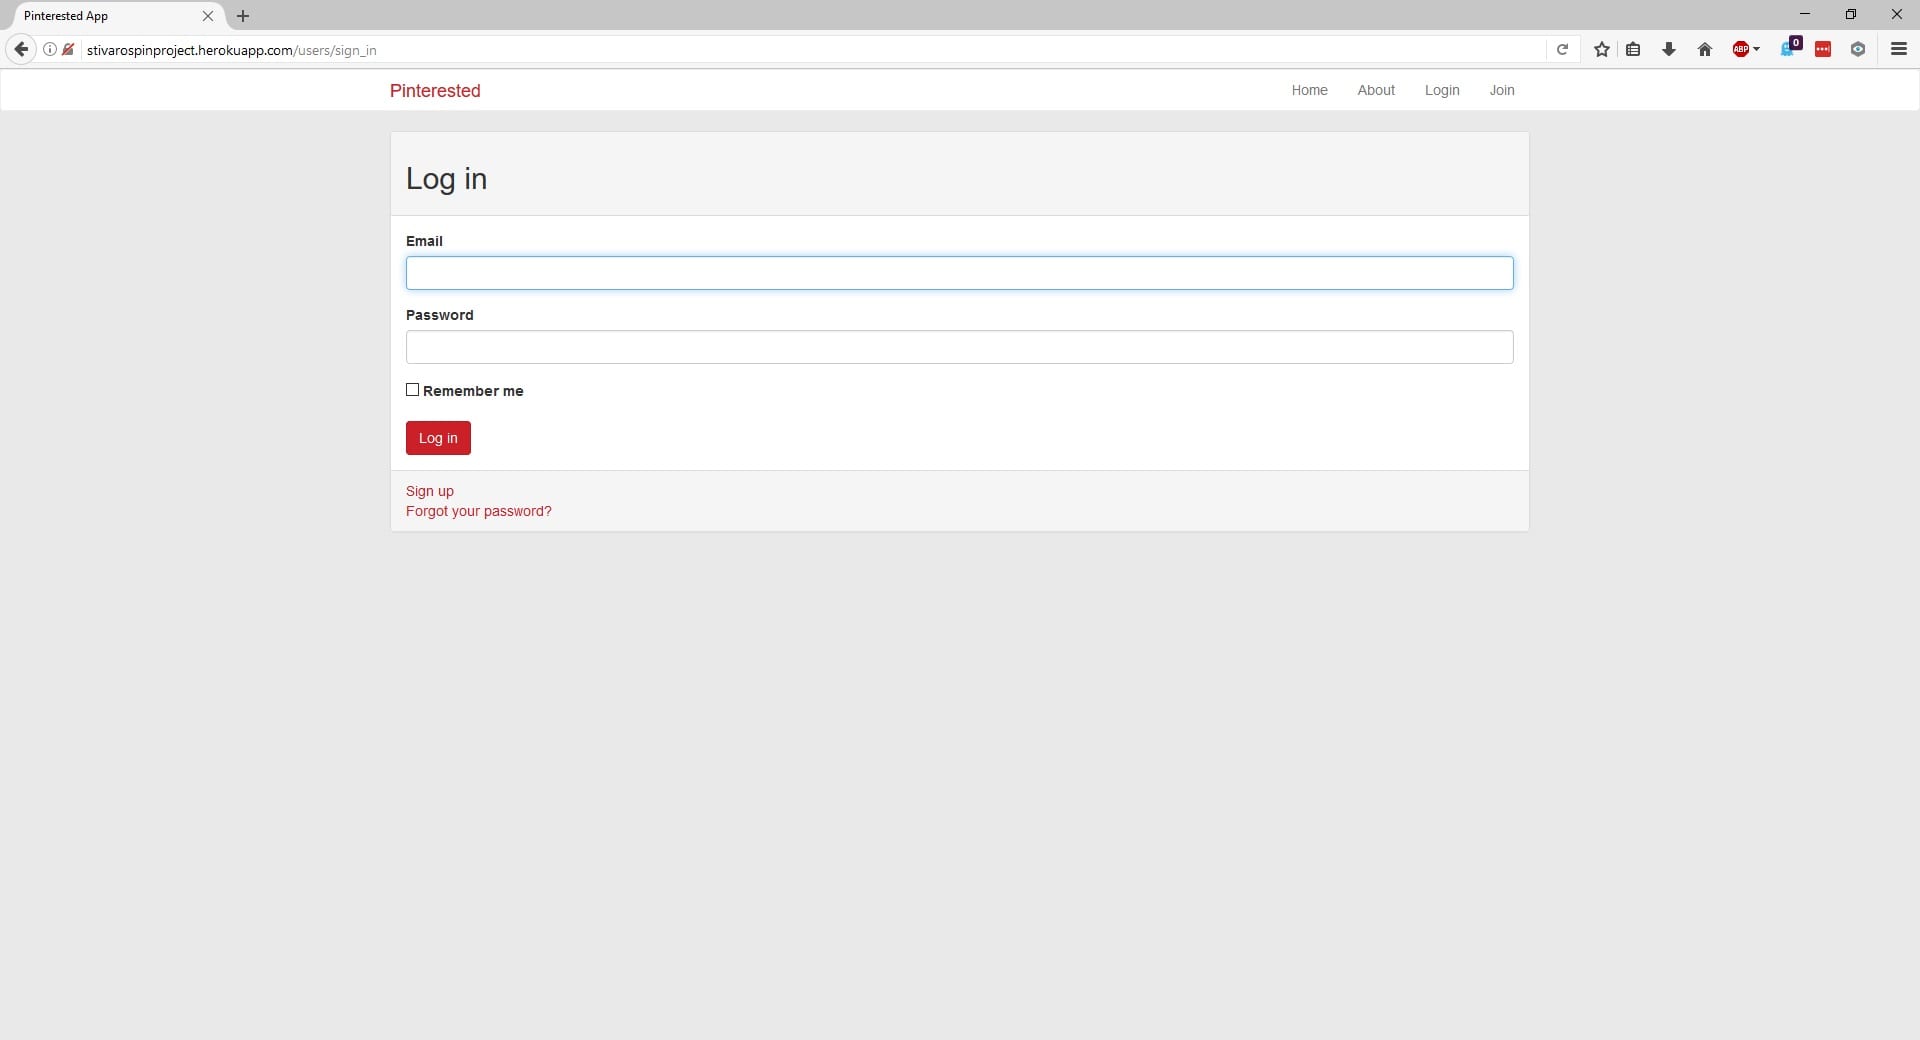 Pinterested App
stivarospinproject.herokuapp.com/users/sign_in
ABP
0
Pinterested
Home About Login Join
Log in
Email
Password
Remember me
Log in
Sign up
Forgot your password?